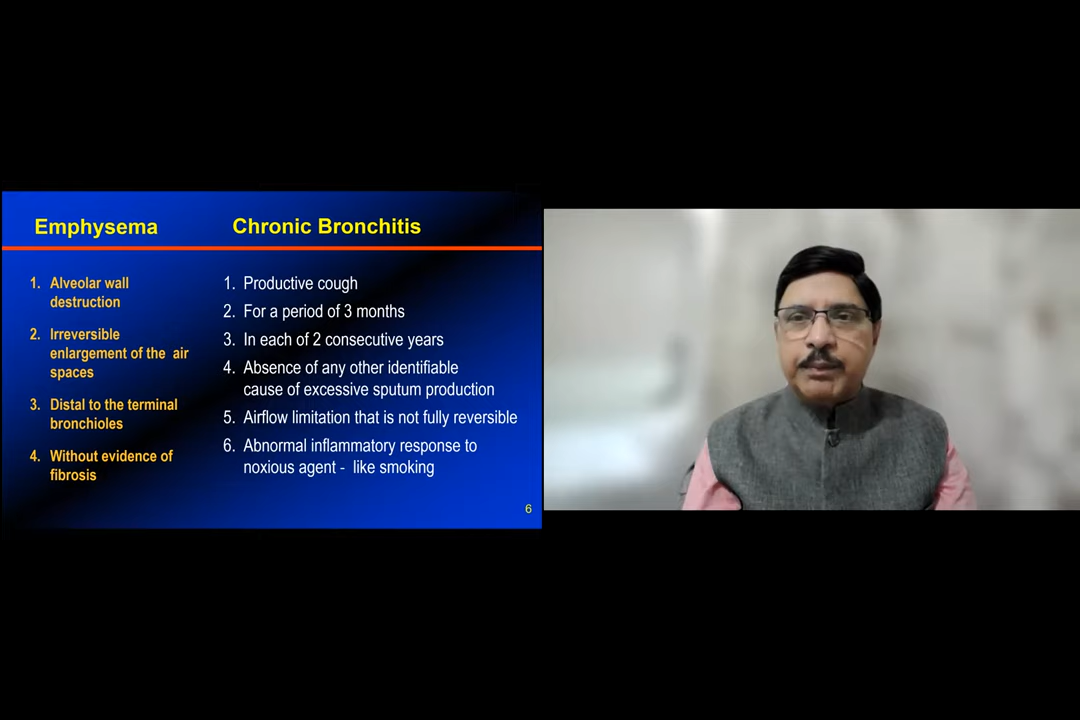 Emphysema
1. Alveolar wall
destruction
2. Irreversible
enlargement of the air
spaces
3. Distal to the terminal
bronchioles
4. Without evidence of
fibrosis
Chronic Bronchitis
1. Productive cough
2. For a period of 3 months
3. In each of 2 consecutive years
4. Absence of any other identifiable
cause of excessive sputum production
5. Airflow limitation that is not fully reversible
6. Abnormal inflammatory response to
noxious agent - like smoking
6